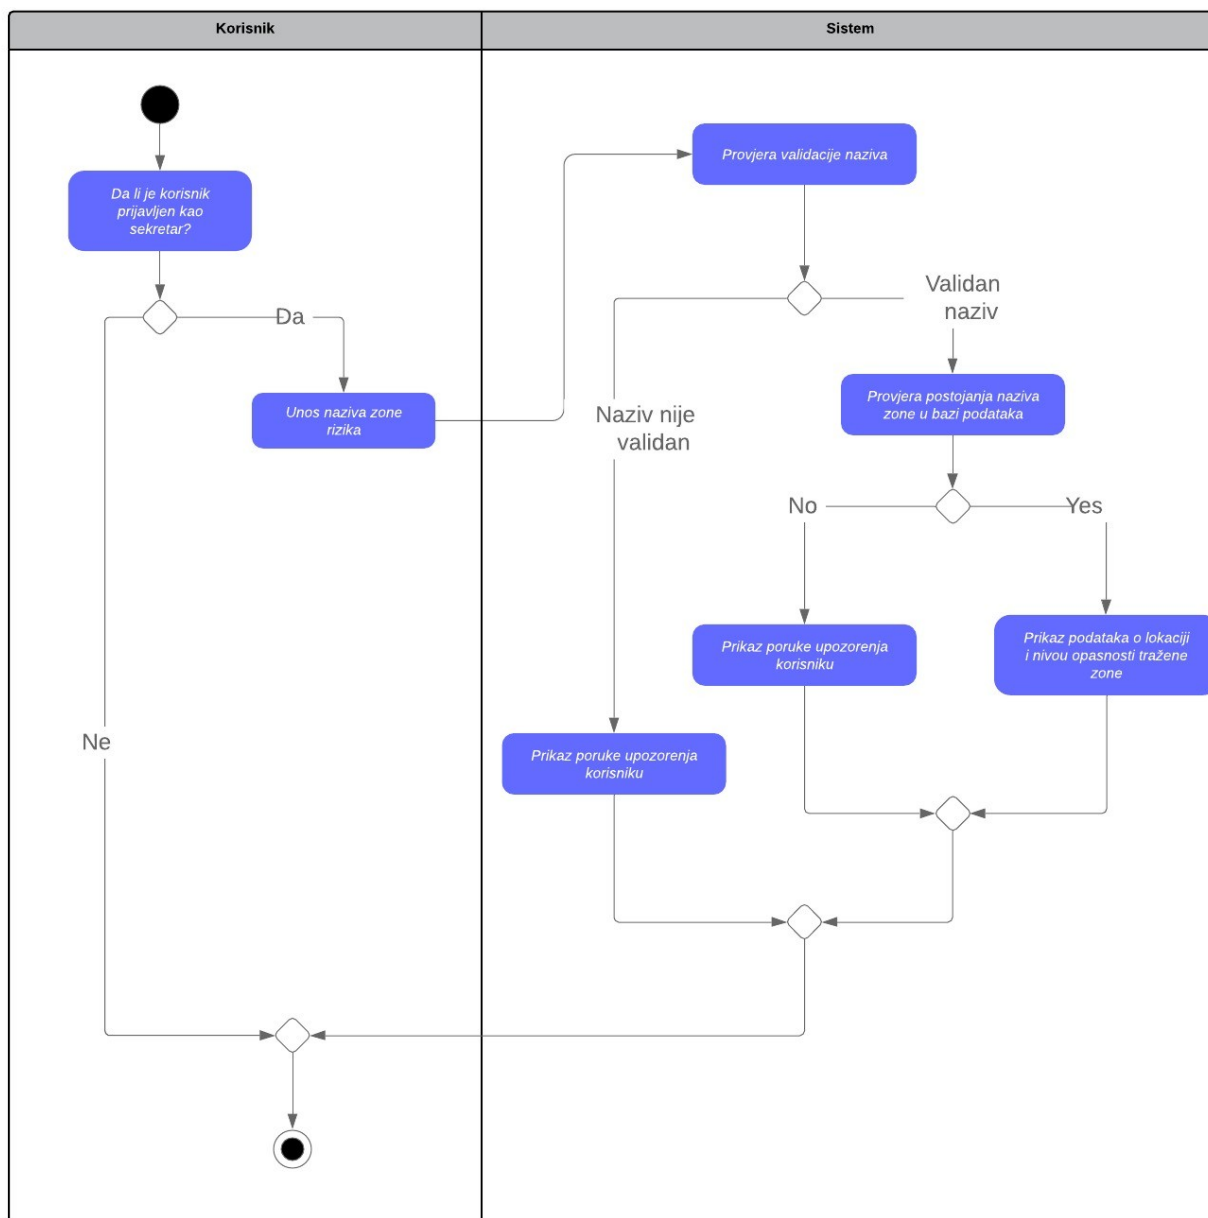 Korisnik
Sistem
Da li je korisnik
prijavljen kao
sekretar?
Da
Unos naziva zone
rizika
Ne
Provjera validacije naziva
Validan
naziv
Naziv nije
validan
Provjera postojanja naziva
zone u bazi podataka
No
Yes
Prikaz poruke upozorenja
korisniku
Prikaz podataka o lokaciji
i nivou opasnosti tražene
zone
Prikaz poruke upozorenja
korisniku